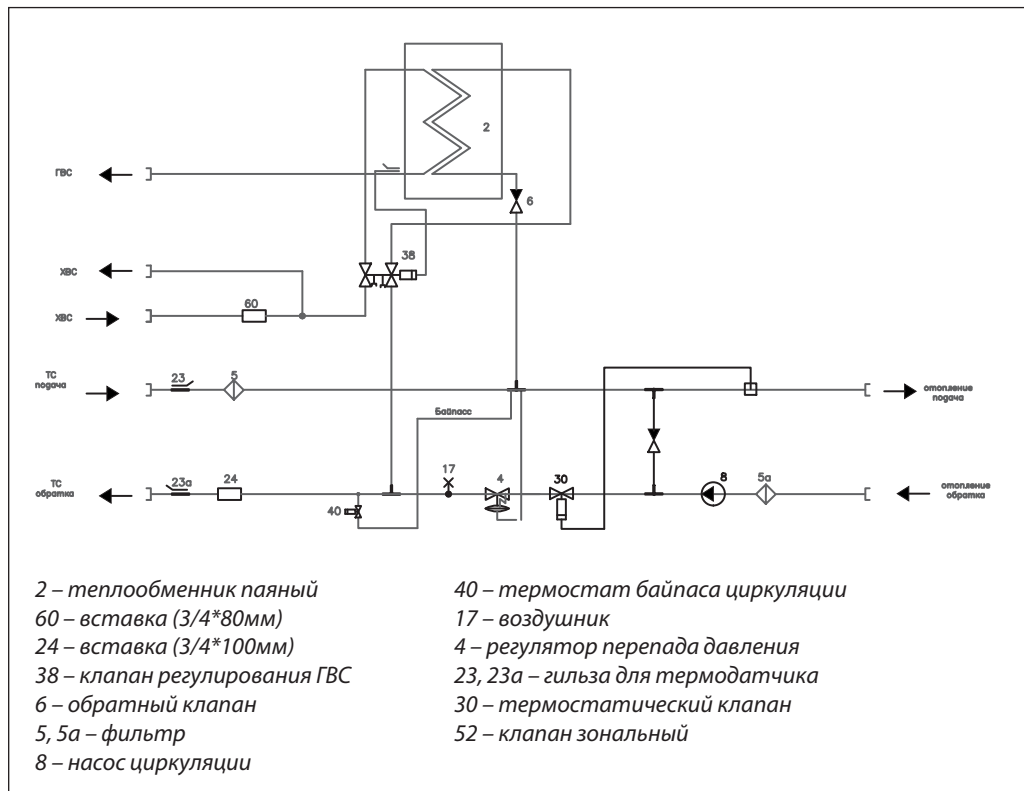 2
ГВС
6
38
ХВС
60
ХВС
ТС
подача
23
5
отопление
подача
Байпасс
ТС
обратка
23а
24
17
4
30
8
5а
отопление
обратка
40
2 – теплообменник паяный
60 – вставка (3/4*80мм)
24 – вставка (3/4*100мм)
38 – клапан регулирования ГВС
6 – обратный клапан
5, 5а – фильтр
8 – насос циркуляции
40 – термостат байпаса циркуляции
17 – воздушник
4 – регулятор перепада давления
23, 23а – гильза для термодатчика
30 – термостатический клапан
52 – клапан зональный